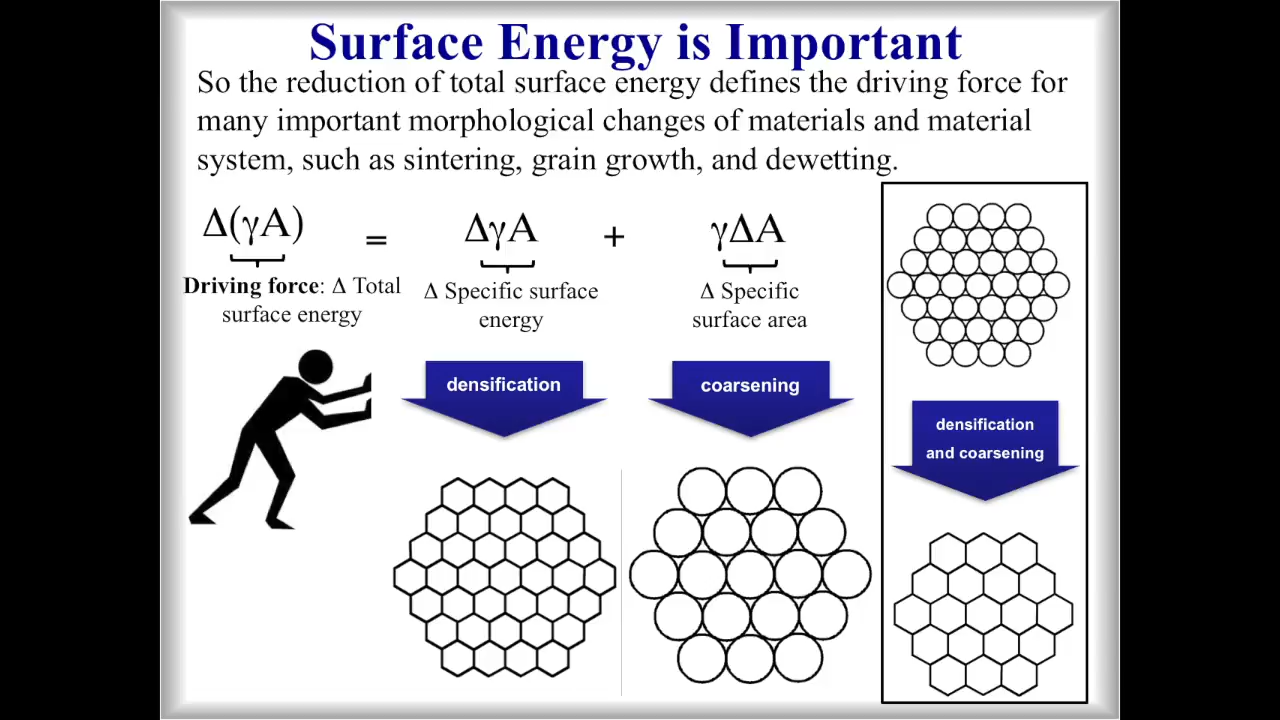 Surface Energy is Important
So the reduction of total surface energy defines the driving force for
many important morphological changes of materials and material
system, such as sintering, grain growth, and dewetting.
Δ(γA) = ΔγA + γΔA
Driving force: Δ Total
surface energy
Δ Specific surface
energy
Δ Specific
surface area
densification
coarsening
densification
and coarsening